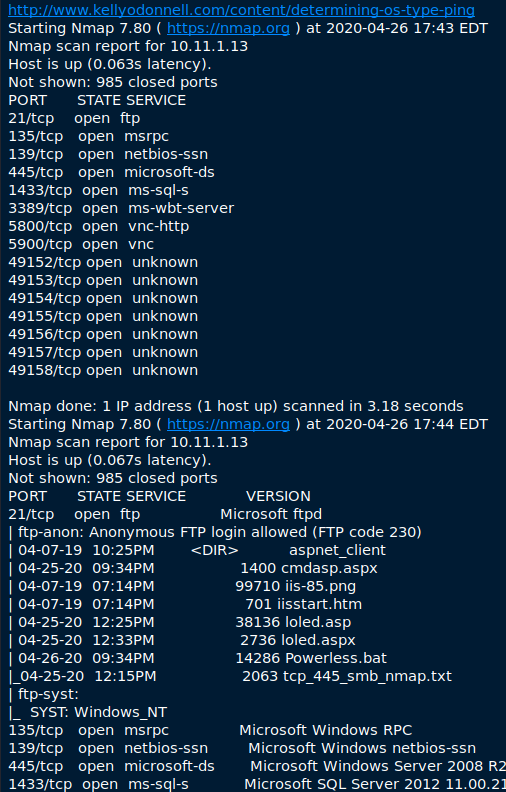 http://www.kellyodonnell.com/content/determining-os-type-ping
Starting Nmap 7.80 ( https://nmap.org ) at 2020-04-26 17:43 EDT
Nmap scan report for 10.11.1.13
Host is up (0.063s latency).
Not shown: 985 closed ports
PORT STATE SERVICE
21/tcp open ftp
135/tcp open msrpc
139/tcp open netbios-ssn
445/tcp open microsoft-ds
1433/tcp open ms-sql-s
3389/tcp open ms-wbt-server
5800/tcp open vnc-http
5900/tcp open vnc
49152/tcp open unknown
49153/tcp open unknown
49154/tcp open unknown
49155/tcp open unknown
49156/tcp open unknown
49157/tcp open unknown
49158/tcp open unknown
Nmap done: 1 IP address (1 host up) scanned in 3.18 seconds
Starting Nmap 7.80 ( https://nmap.org ) at 2020-04-26 17:44 EDT
Nmap scan report for 10.11.1.13
Host is up (0.067s latency).
Not shown: 985 closed ports
PORT STATE SERVICE VERSION
21/tcp open ftp Microsoft ftpd
| ftp-anon: Anonymous FTP login allowed (FTP code 230)
| 04-07-19 10:25PM <DIR> aspnet_client
| 04-25-20 09:34PM 1400 cmdasp.aspx
| 04-07-19 07:14PM 99710 iis-85.png
| 04-07-19 07:14PM 701 iisstart.htm
| 04-25-20 12:25PM 38136 loled.asp
| 04-25-20 12:33PM 2736 loled.aspx
| 04-26-20 09:34PM 14286 Powerless.bat
|_04-25-20 12:15PM 2063 tcp_445_smb_nmap.txt
| ftp-syst:
|_ SYST: Windows_NT
135/tcp open msrpc Microsoft Windows RPC
139/tcp open netbios-ssn Microsoft Windows netbios-ssn
445/tcp open microsoft-ds Microsoft Windows Server 2008 R2
1433/tcp open ms-sql-s Microsoft SQL Server 2012 11.00.21